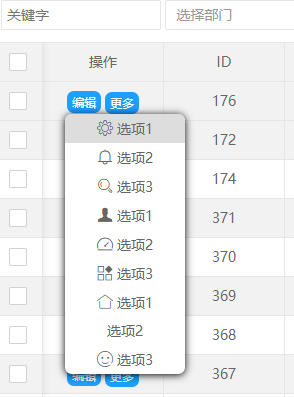 关键字 选择部门
操作 ID
编辑 更多 176
选项1
选项2 172
选项3 174
选项1 371
选项2 370
选项3 369
选项1
选项2 368
选项3
编辑 更多 367